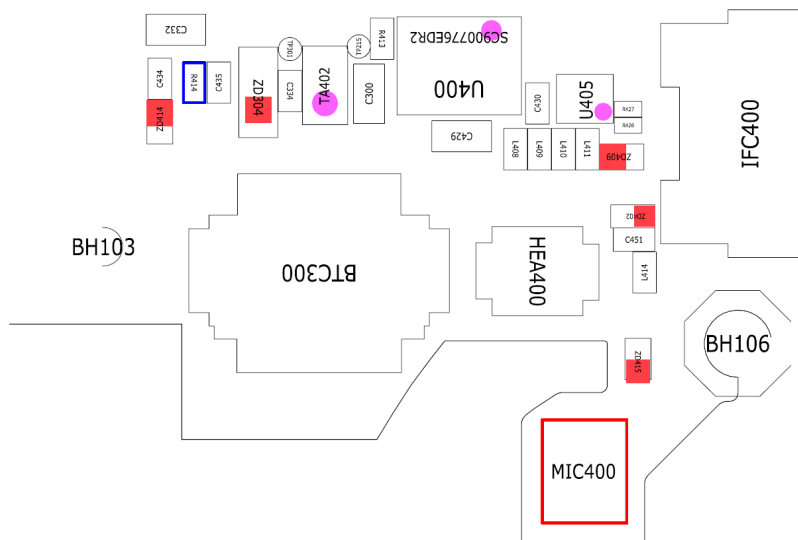 C332
TP301
TP215
R413
SC900776EDR2
U400
C434
R414
C435
ZD304
C334
TA402
C300
C430
U405
R427
R426
ZD414
C429
L408
L409
L410
L411
ZD409
IFC400
ZD402
C451
BH103
BTC300
HEA400
L414
BH106
ZD415
MIC400